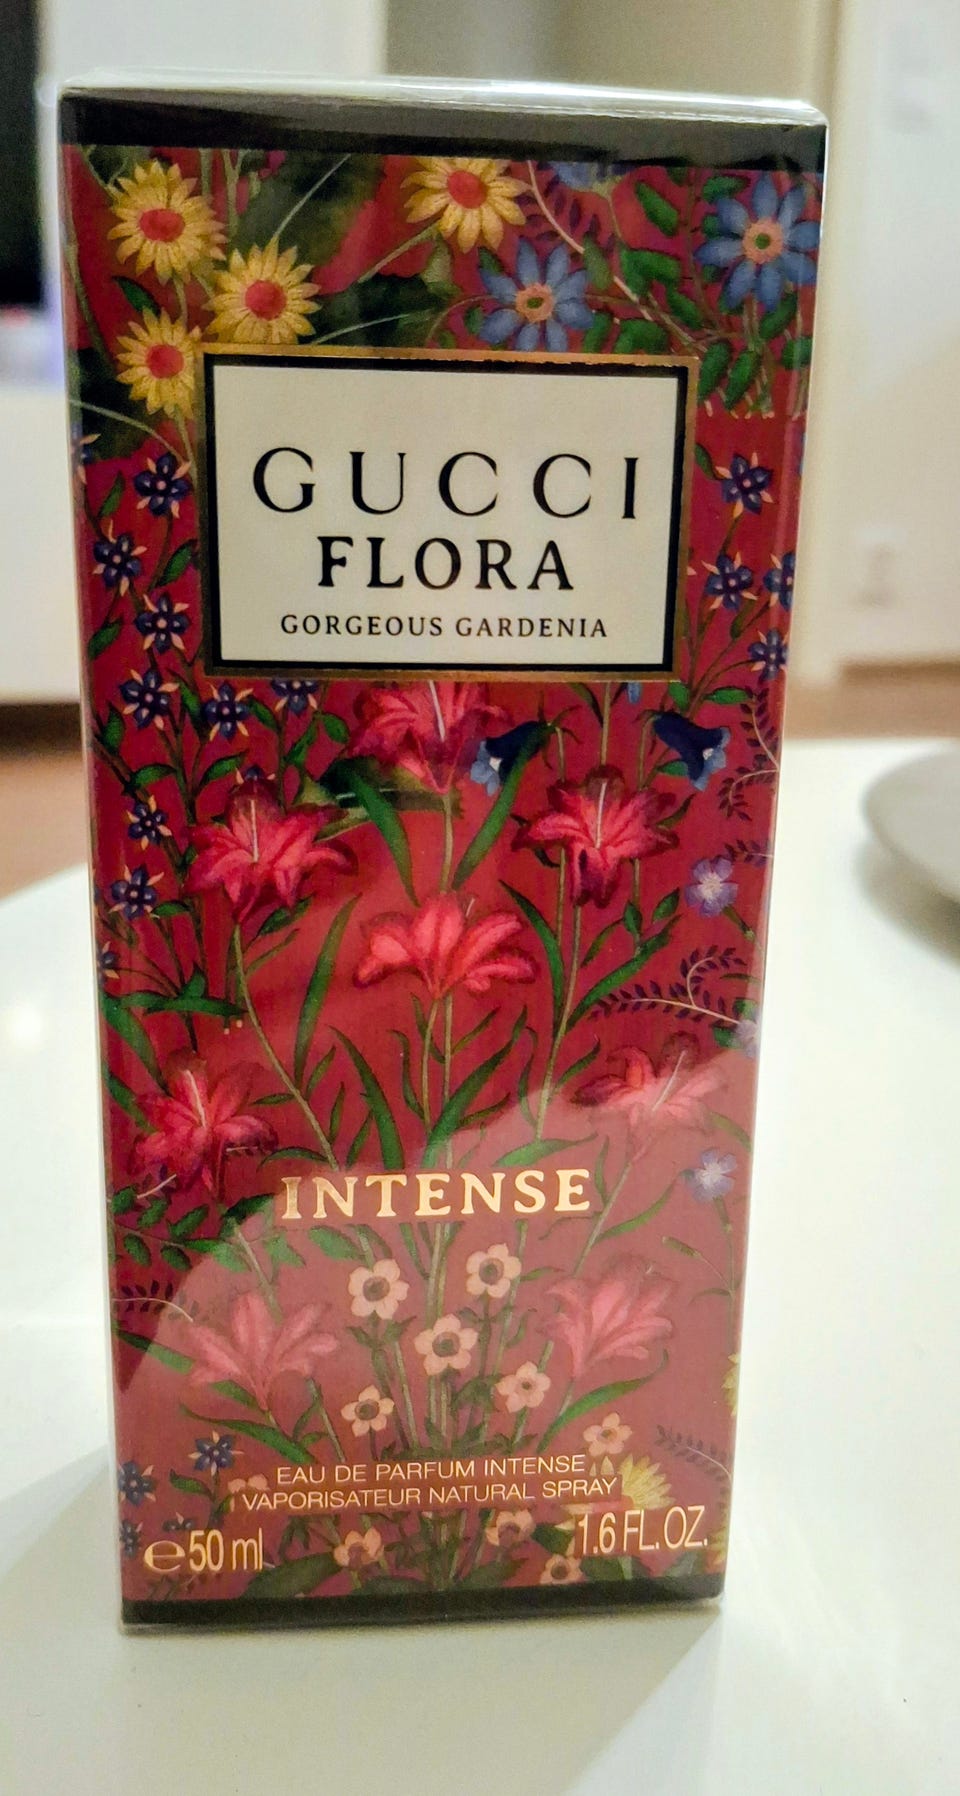 GUCCI
FLORA
GORGEOUS GARDENIA
INTENSE
EAU DE PARFUM INTENSE
VAPORISATEUR NATURAL SPRAY
℮50 ml 1.6 FL. OZ.